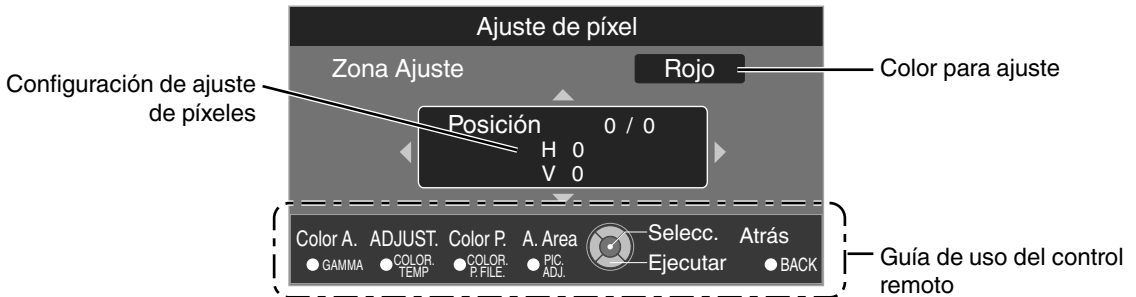 Ajuste de píxel
Zona Ajuste
Rojo
Color para ajuste
Configuración de ajuste
de píxeles
Posición 0 / 0
H 0
V 0
Color A. ADJUST. Color P. A. Area Selecc. Atrás
GAMMA COLOR. TEMP COLOR. P. FILE. PIC. ADJ. Ejecutar BACK
Guía de uso del control
remoto